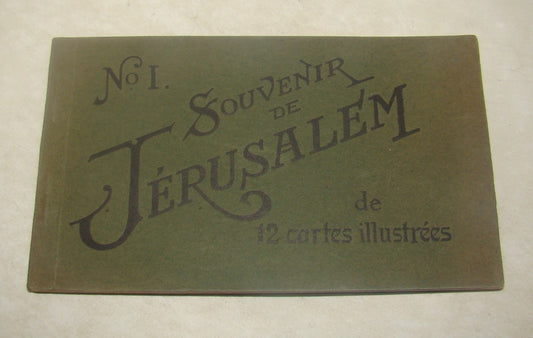 No I.
SOUVENIR
DE
JÉRUSALEM
de
12 cartes illustrées